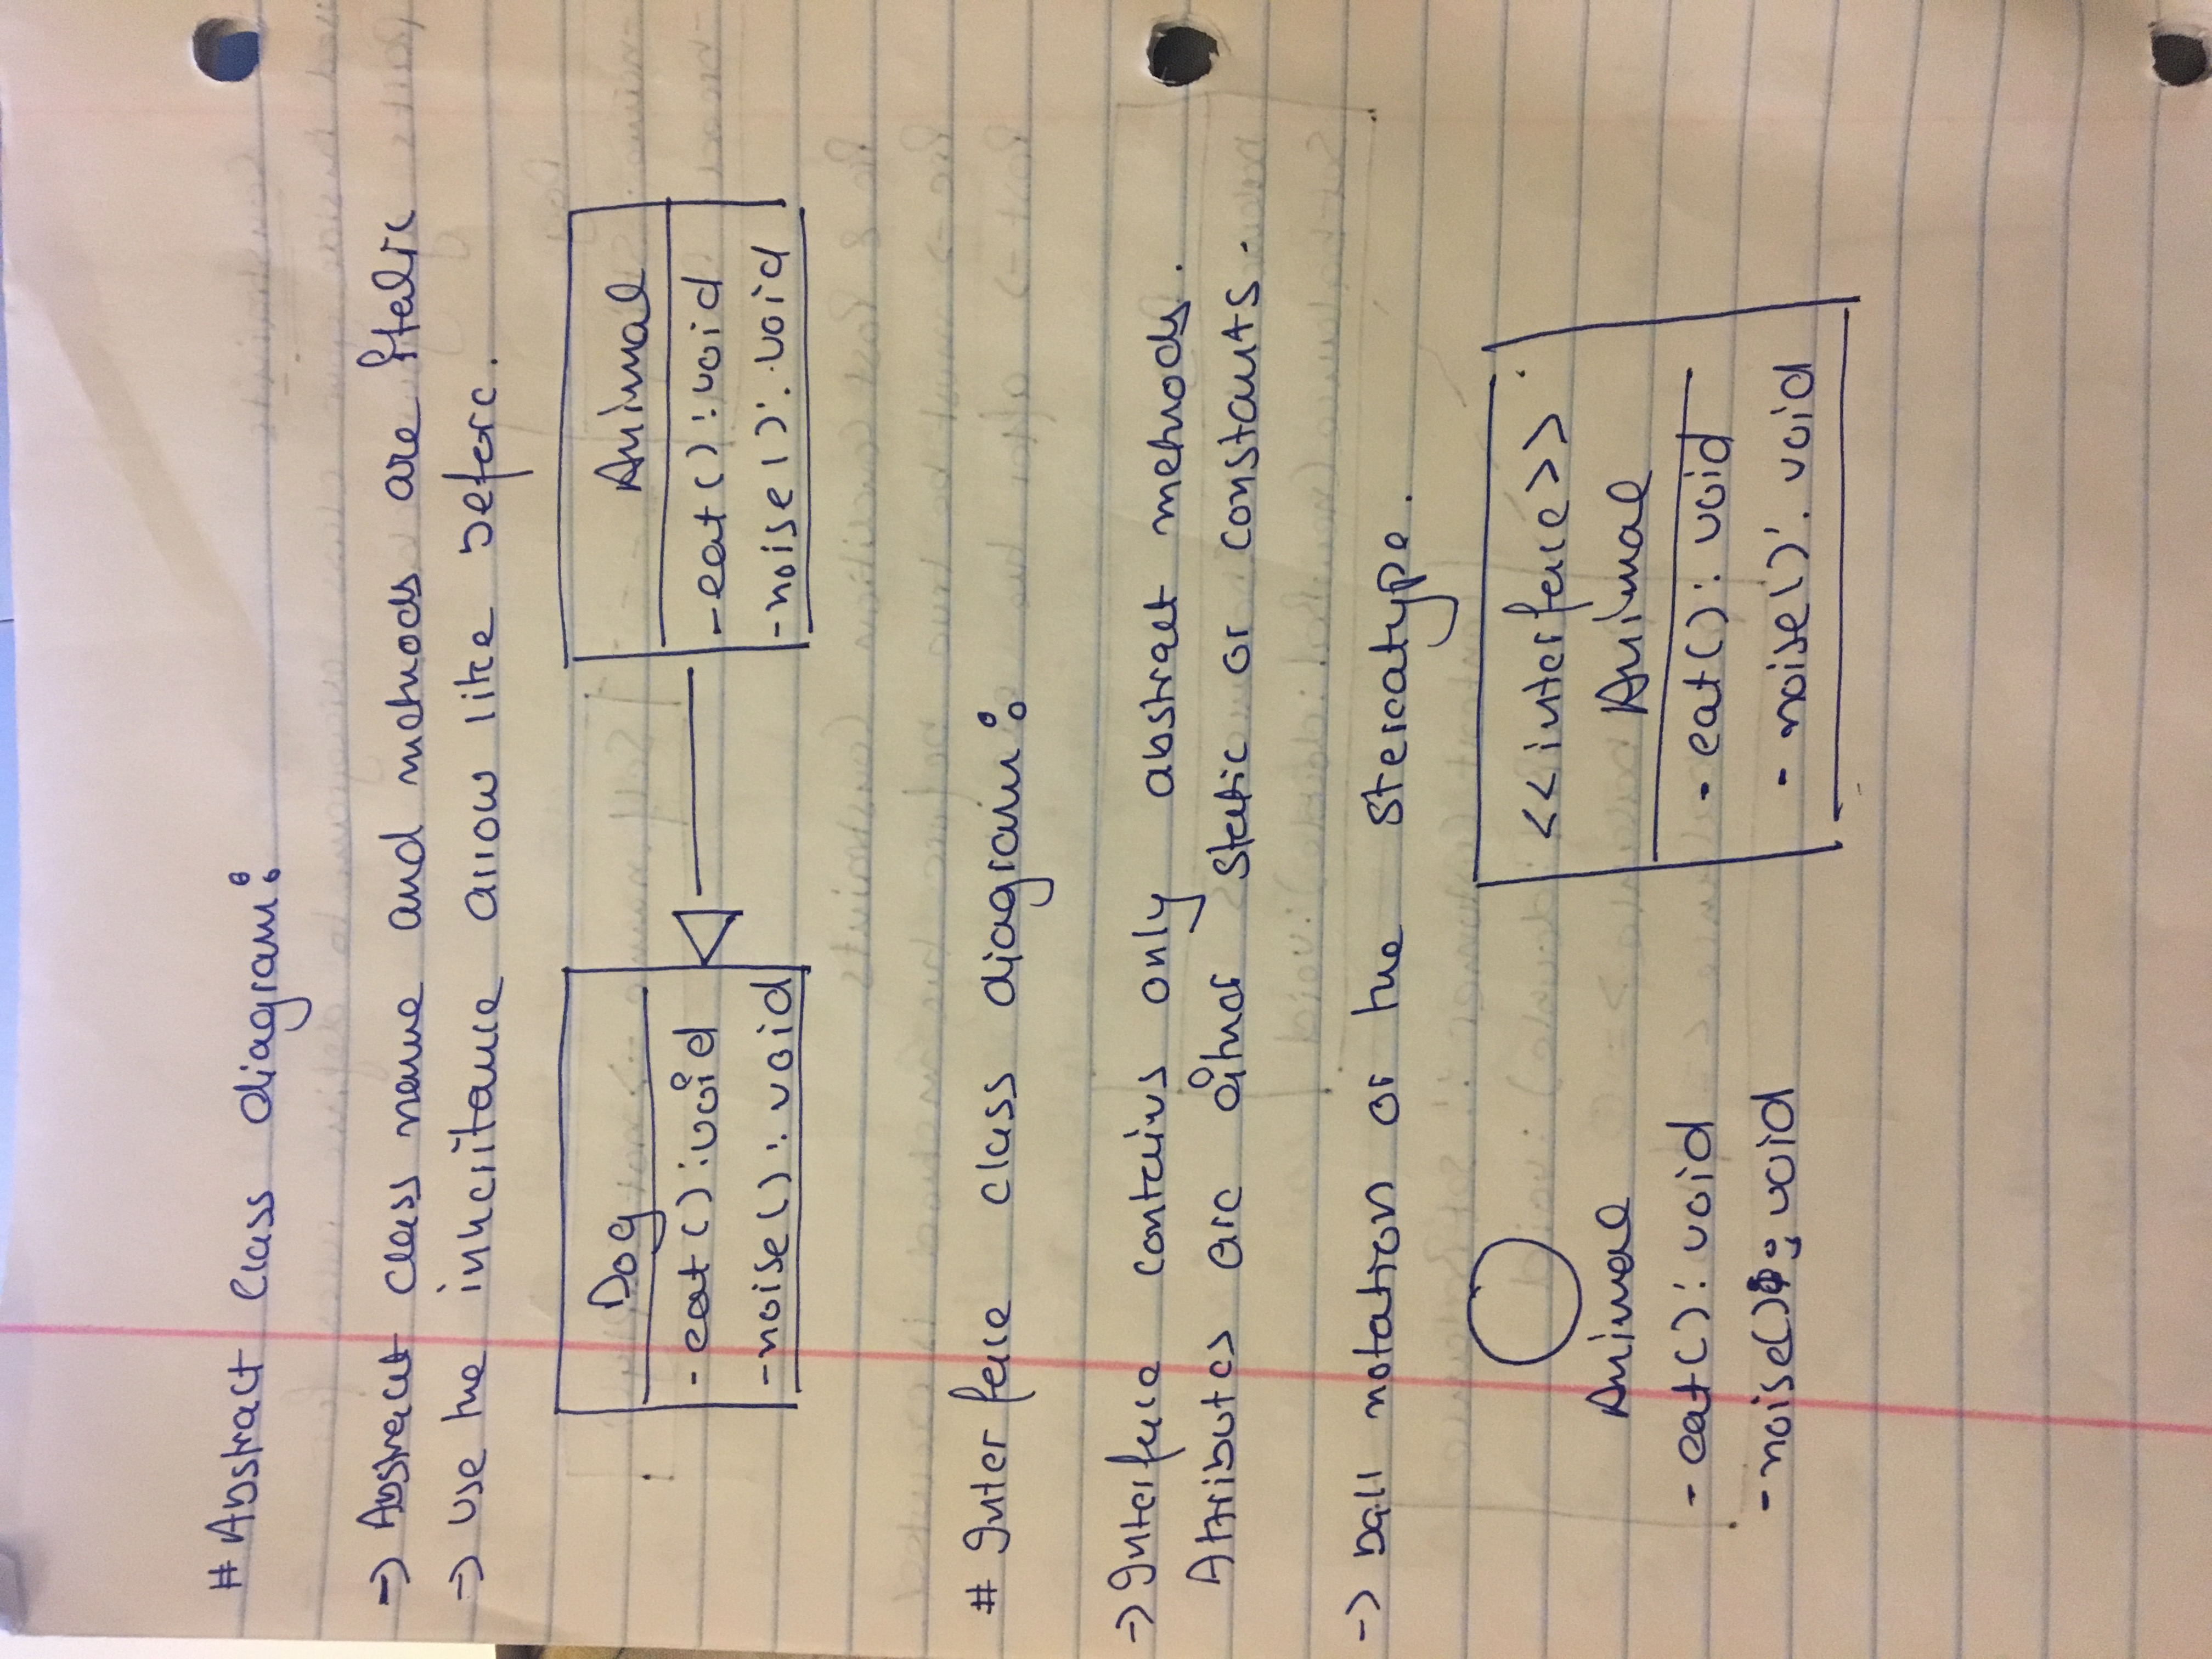 # Abstract class diagram:
→ Abstract class name and methods are italic
→ Use the inheritance arrow like before.
Dog
- eat() : void
- noise() : void
Animal
- eat() : void
- noise() : void
# Interface class diagram:
→ Interface contains only abstract methods.
Attributes are either static or constants.
→ ball notation or the stereotype.
Animal
- eat() : void
- noise() : void
<<interface>>
Animal
- eat() : void
- noise() : void